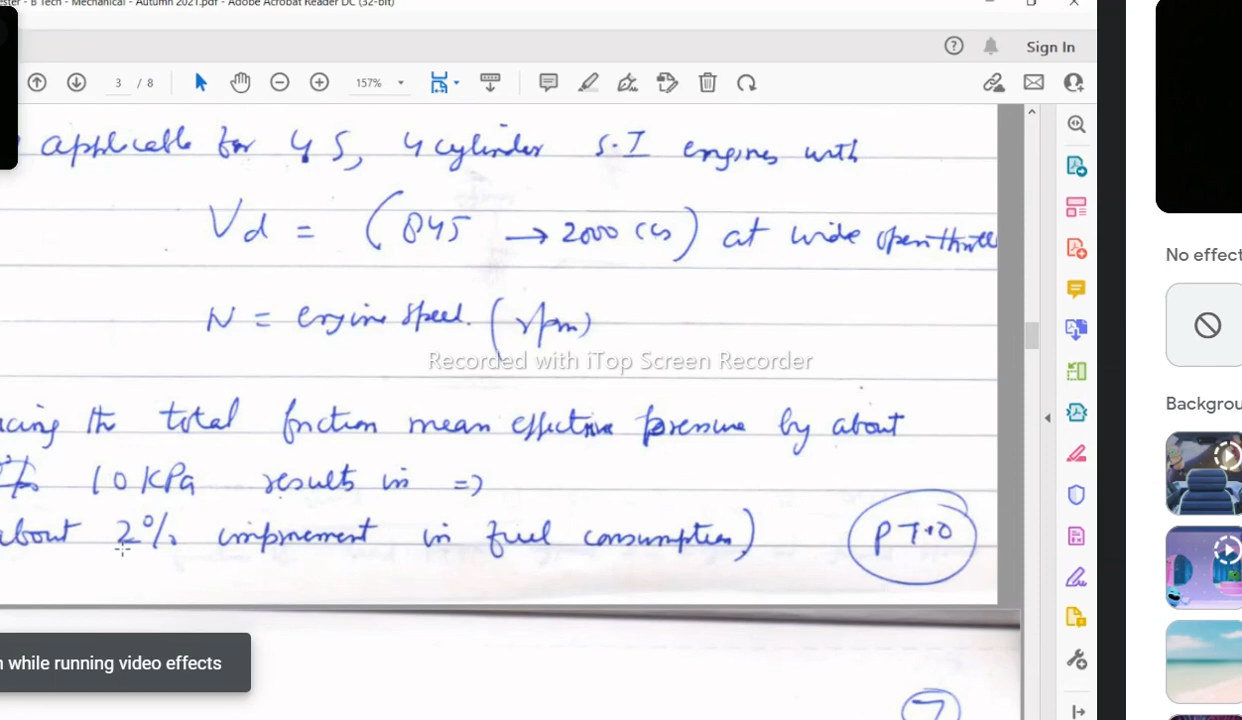 ester - B Tech - Mechanical - Autumn 2021.pdf - Adobe Acrobat Reader DC (32-bit)
Sign In
3 / 8 157%
applicable for 4 S, 4 cylinder S.I engines with
Vd = (845 → 2000 cc) at wide open throttle
N = engine speed. (rpm)
Recorded with iTop Screen Recorder
cing the total friction mean effective pressure by about
10 KPa results in =>
about 2% improvement in fuel consumption)
PTO
7
No effect
Backgrou
n while running video effects